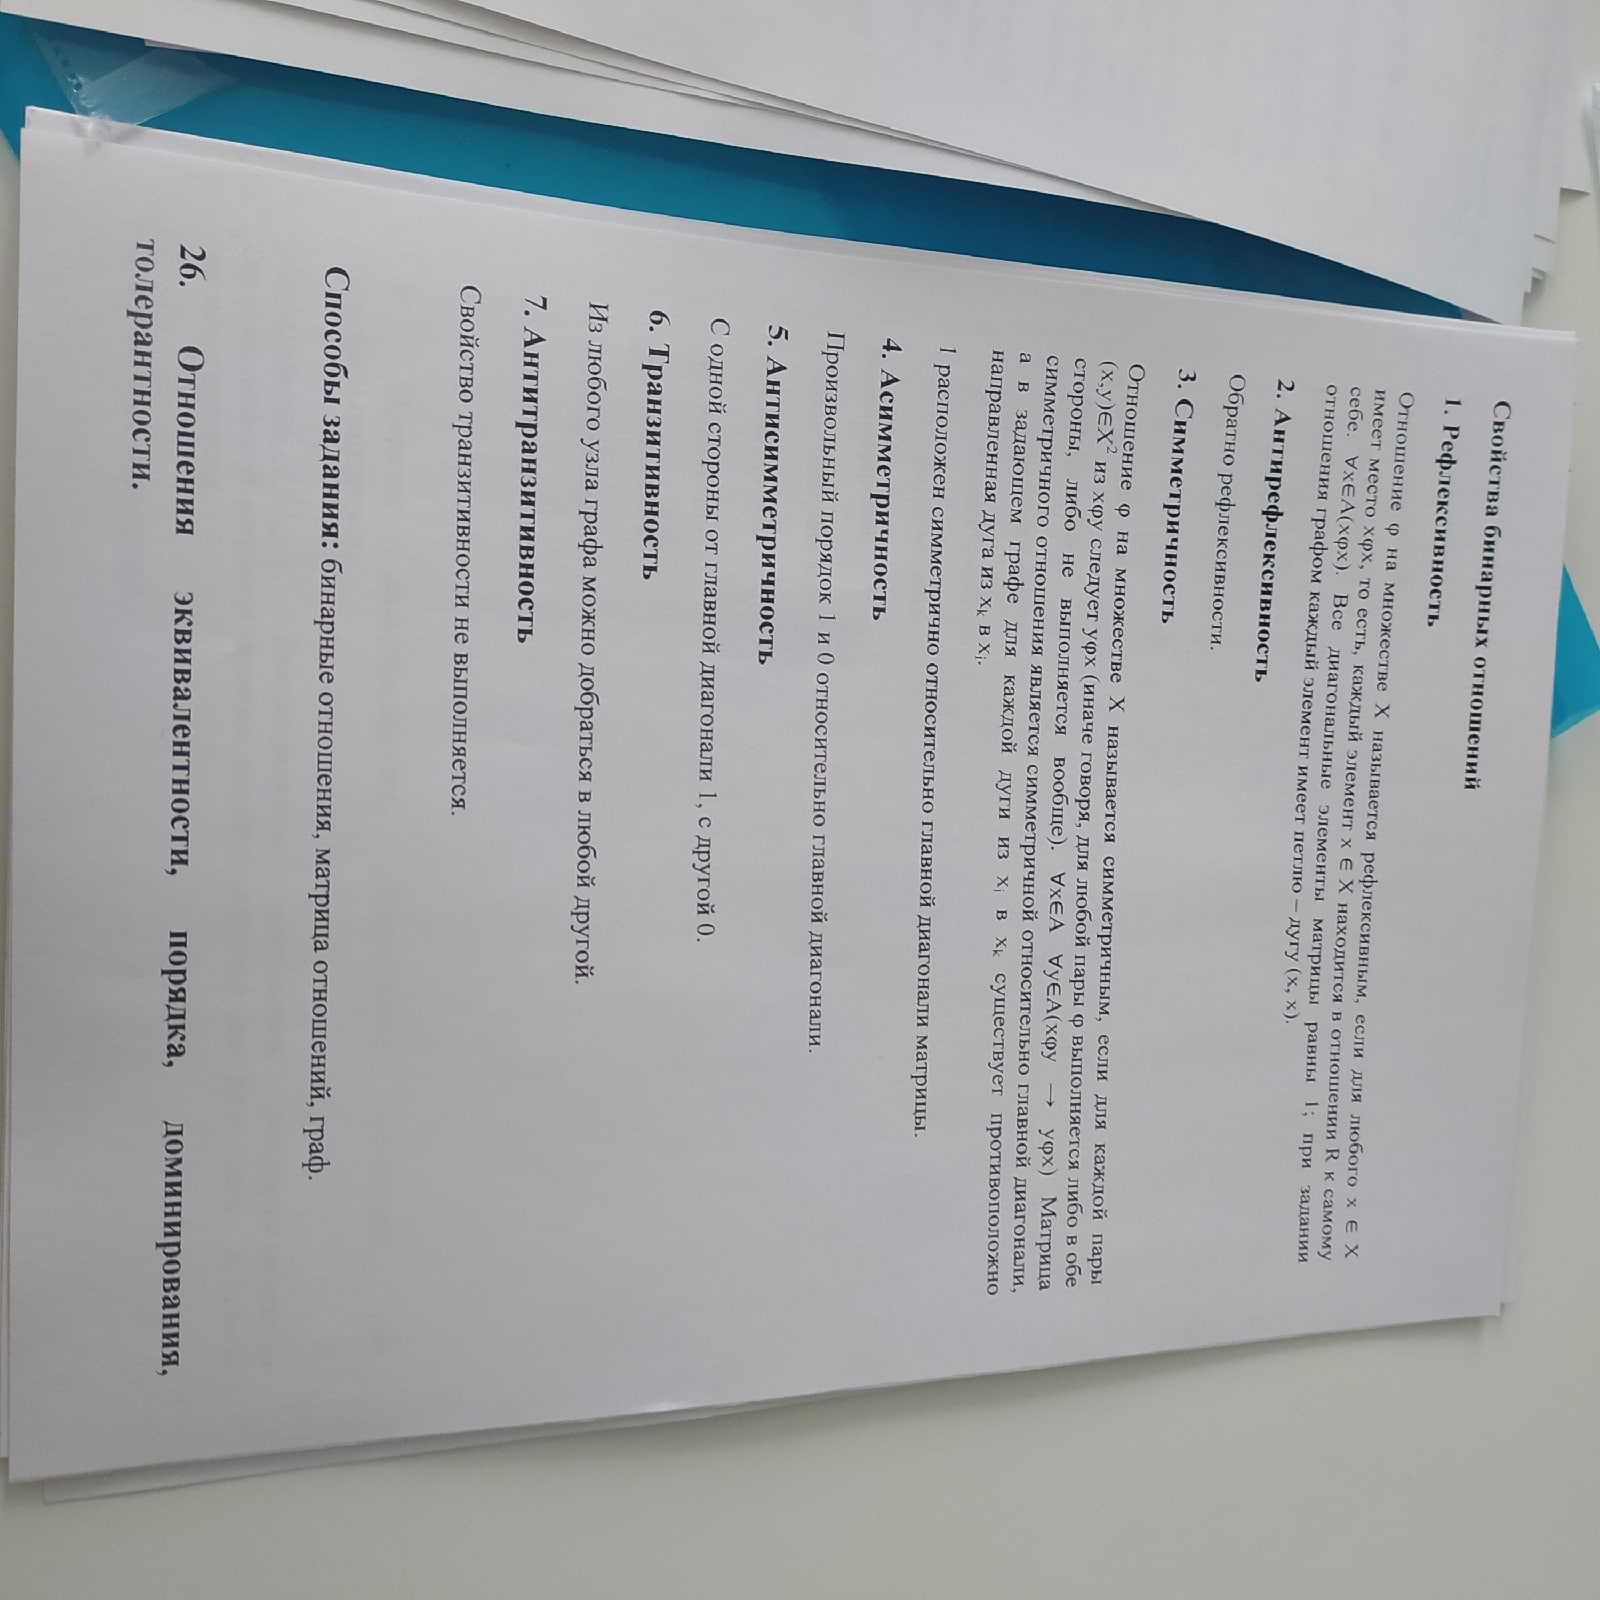 Свойства бинарных отношений
1. Рефлексивность
Отношение φ на множестве X называется рефлексивным, если для любого x ∈ X
имеет место xφx, то есть, каждый элемент x ∈ X находится в отношении R к самому
себе. ∀x∈A(xφx). Все диагональные элементы матрицы равны 1; при задании
отношения графом каждый элемент имеет петлю – дугу (x, x).
2. Антирефлексивность
Обратно рефлексивности.
3. Симметричность
Отношение φ на множестве X называется симметричным, если для каждой пары
(x,y)∈X² из xφy следует yφx (иначе говоря, для любой пары φ выполняется либо в обе
стороны, либо не выполняется вообще). ∀x∈A ∀y∈A(xφy → yφx) Матрица
симметричного отношения является симметричной относительно главной диагонали,
а в задающем графе для каждой дуги из xᵢ в xₖ существует противоположно
направленная дуга из xₖ в xᵢ.
1 расположен симметрично относительно главной диагонали матрицы.
4. Асимметричность
Произвольный порядок 1 и 0 относительно главной диагонали.
5. Антисимметричность
С одной стороны от главной диагонали 1, с другой 0.
6. Транзитивность
Из любого узла графа можно добраться в любой другой.
7. Антитранзитивность
Свойство транзитивности не выполняется.
Способы задания: бинарные отношения, матрица отношений, граф.
26. Отношения эквивалентности, порядка, доминирования,
толерантности.